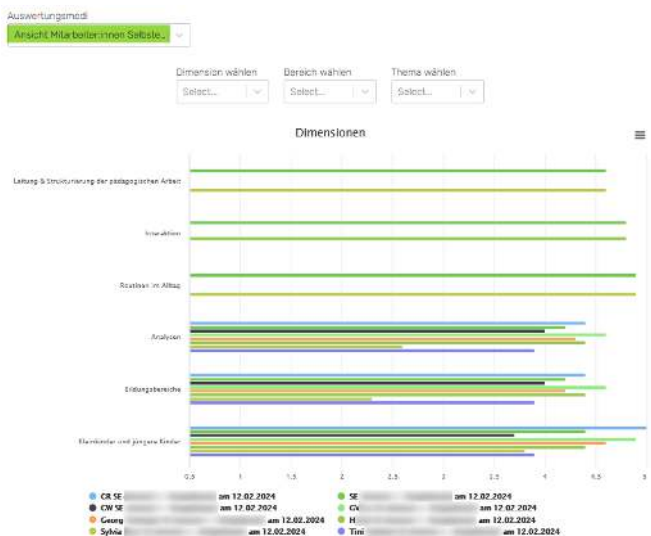 Auswertungsmodi
Ansicht Mitarbeiter:innen Selbste...
Dimension wählen Bereich wählen Thema wählen
Select... Select... Select...
Dimensionen
Leitung & Strukturierung der pädagogischen Arbeit
Interaktion
Routinen im Alltag
Analysen
Bildungsbereiche
Kleinkinder und jüngere Kinder
0.5 1 1.5 2 2.5 3 3.5 4 4.5 5
CR SE am 12.02.2024 SE am 12.02.2024
CW SE am 12.02.2024 am 12.02.2024
Georg am 12.02.2024 H am 12.02.2024
Sylvia am 12.02.2024 Tini am 12.02.2024